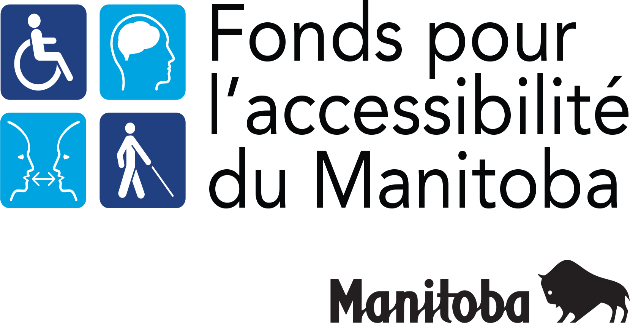 Fonds pour
l’accessibilité
du Manitoba
Manitoba